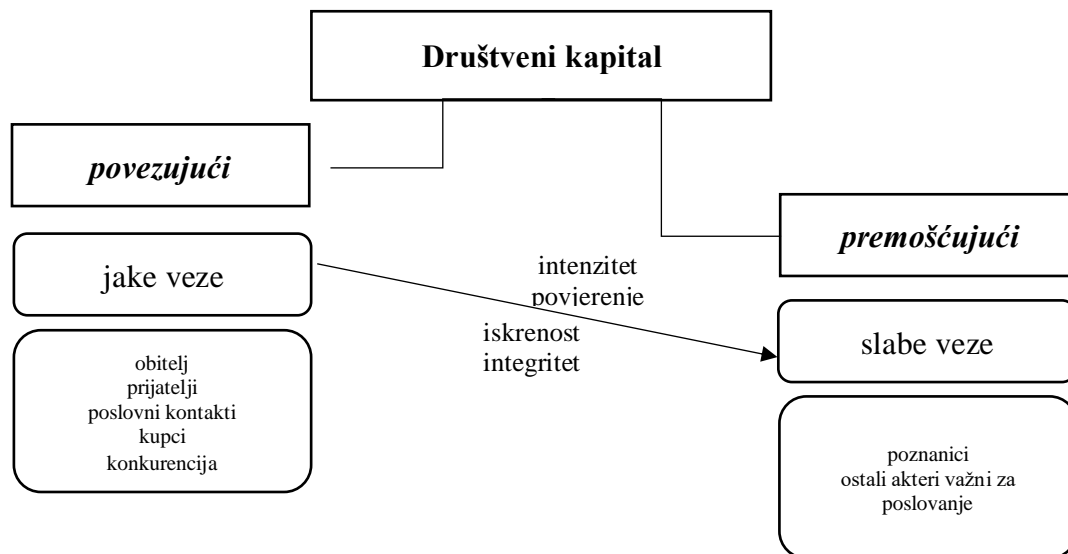 Društveni kapital
povezujući
premošćujući
jake veze
intenzitet
povjerenje
iskrenost
integritet
slabe veze
obitelj
prijatelji
poslovni kontakti
kupci
konkurencija
poznanici
ostali akteri važni za
poslovanje